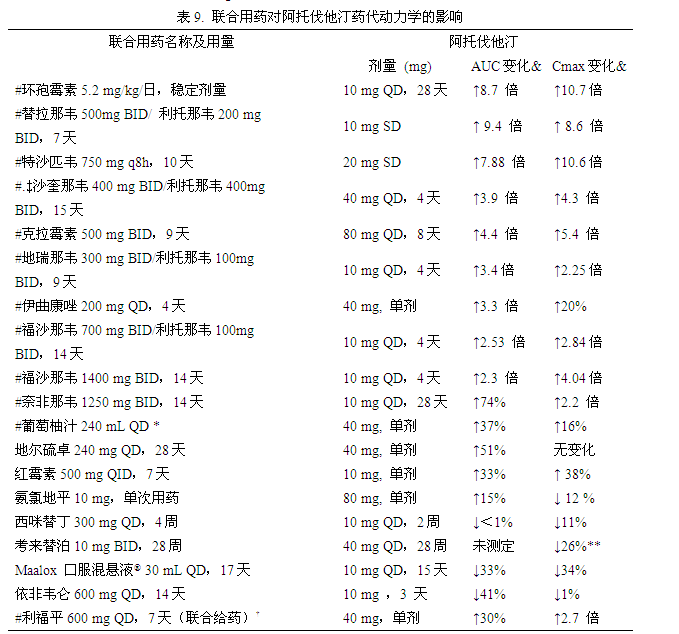 表 9. 联合用药对阿托伐他汀药代动力学的影响
联合用药名称及用量 阿托伐他汀
剂量 (mg) AUC 变化& Cmax 变化&
#环孢霉素 5.2 mg/kg/日，稳定剂量 10 mg QD，28 天 ↑8.7 倍 ↑10.7 倍
#替拉那韦 500mg BID/ 利托那韦 200 mg
BID，7 天 10 mg SD ↑ 9.4 倍 ↑ 8.6 倍
#特沙匹韦 750 mg q8h，10 天 20 mg SD ↑7.88 倍 ↑10.6 倍
#.‡沙奎那韦 400 mg BID/利托那韦 400mg
BID，15 天 40 mg QD，4 天 ↑3.9 倍 ↑4.3 倍
#克拉霉素 500 mg BID，9 天 80 mg QD，8 天 ↑4.4 倍 ↑5.4 倍
#地瑞那韦 300 mg BID/利托那韦 100mg
BID，9 天 10 mg QD，4 天 ↑3.4 倍 ↑2.25 倍
#伊曲康唑 200 mg QD，4 天 40 mg, 单剂 ↑3.3 倍 ↑20%
#福沙那韦 700 mg BID/利托那韦 100mg
BID，14 天 10 mg QD，4 天 ↑2.53 倍 ↑2.84 倍
#福沙那韦 1400 mg BID，14 天 10 mg QD，4 天 ↑2.3 倍 ↑4.04 倍
#奈非那韦 1250 mg BID，14 天 10 mg QD，28 天 ↑74% ↑2.2 倍
#葡萄柚汁 240 mL QD * 40 mg, 单剂 ↑37% ↑16%
地尔硫卓 240 mg QD，28 天 40 mg, 单剂 ↑51% 无变化
红霉素 500 mg QID，7 天 10 mg, 单剂 ↑33% ↑ 38%
氨氯地平 10 mg，单次用药 80 mg, 单剂 ↑15% ↓ 12 %
西咪替丁 300 mg QD，4 周 10 mg QD，2 周 ↓＜1% ↓11%
考来替泊 10 mg BID，28 周 40 mg QD，28 周 未测定 ↓26%**
Maalox 口服混悬液® 30 mL QD，17 天 10 mg QD，15 天 ↓33% ↓34%
依非韦仑 600 mg QD，14 天 10 mg ，3 天 ↓41% ↓1%
#利福平 600 mg QD，7 天（联合给药）† 40 mg，单剂 ↑30% ↑2.7 倍